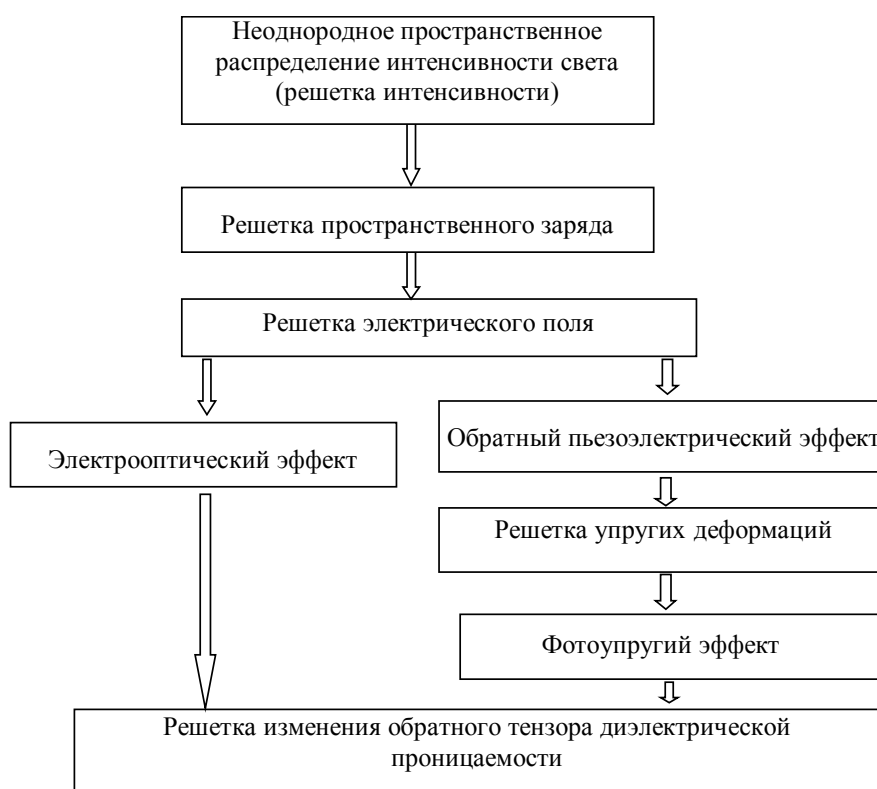 Неоднородное пространственное
распределение интенсивности света
(решетка интенсивности)
Решетка пространственного заряда
Решетка электрического поля
Электрооптический эффект
Обратный пьезоэлектрический эффект
Решетка упругих деформаций
Фотоупругий эффект
Решетка изменения обратного тензора диэлектрической
проницаемости